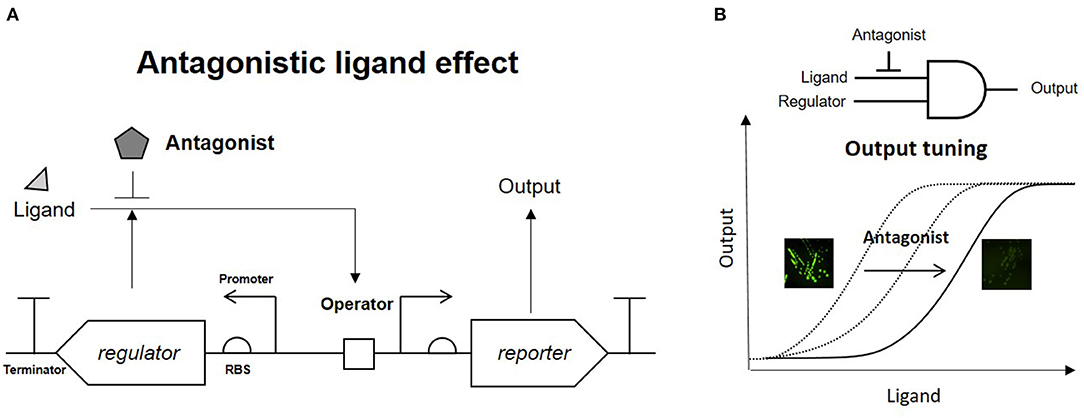 A
Antagonistic ligand effect
Antagonist
Ligand
Output
Promoter
Operator
regulator
reporter
Terminator
RBS
B
Antagonist
Ligand
Regulator
Output
Output tuning
Output
Antagonist
Ligand